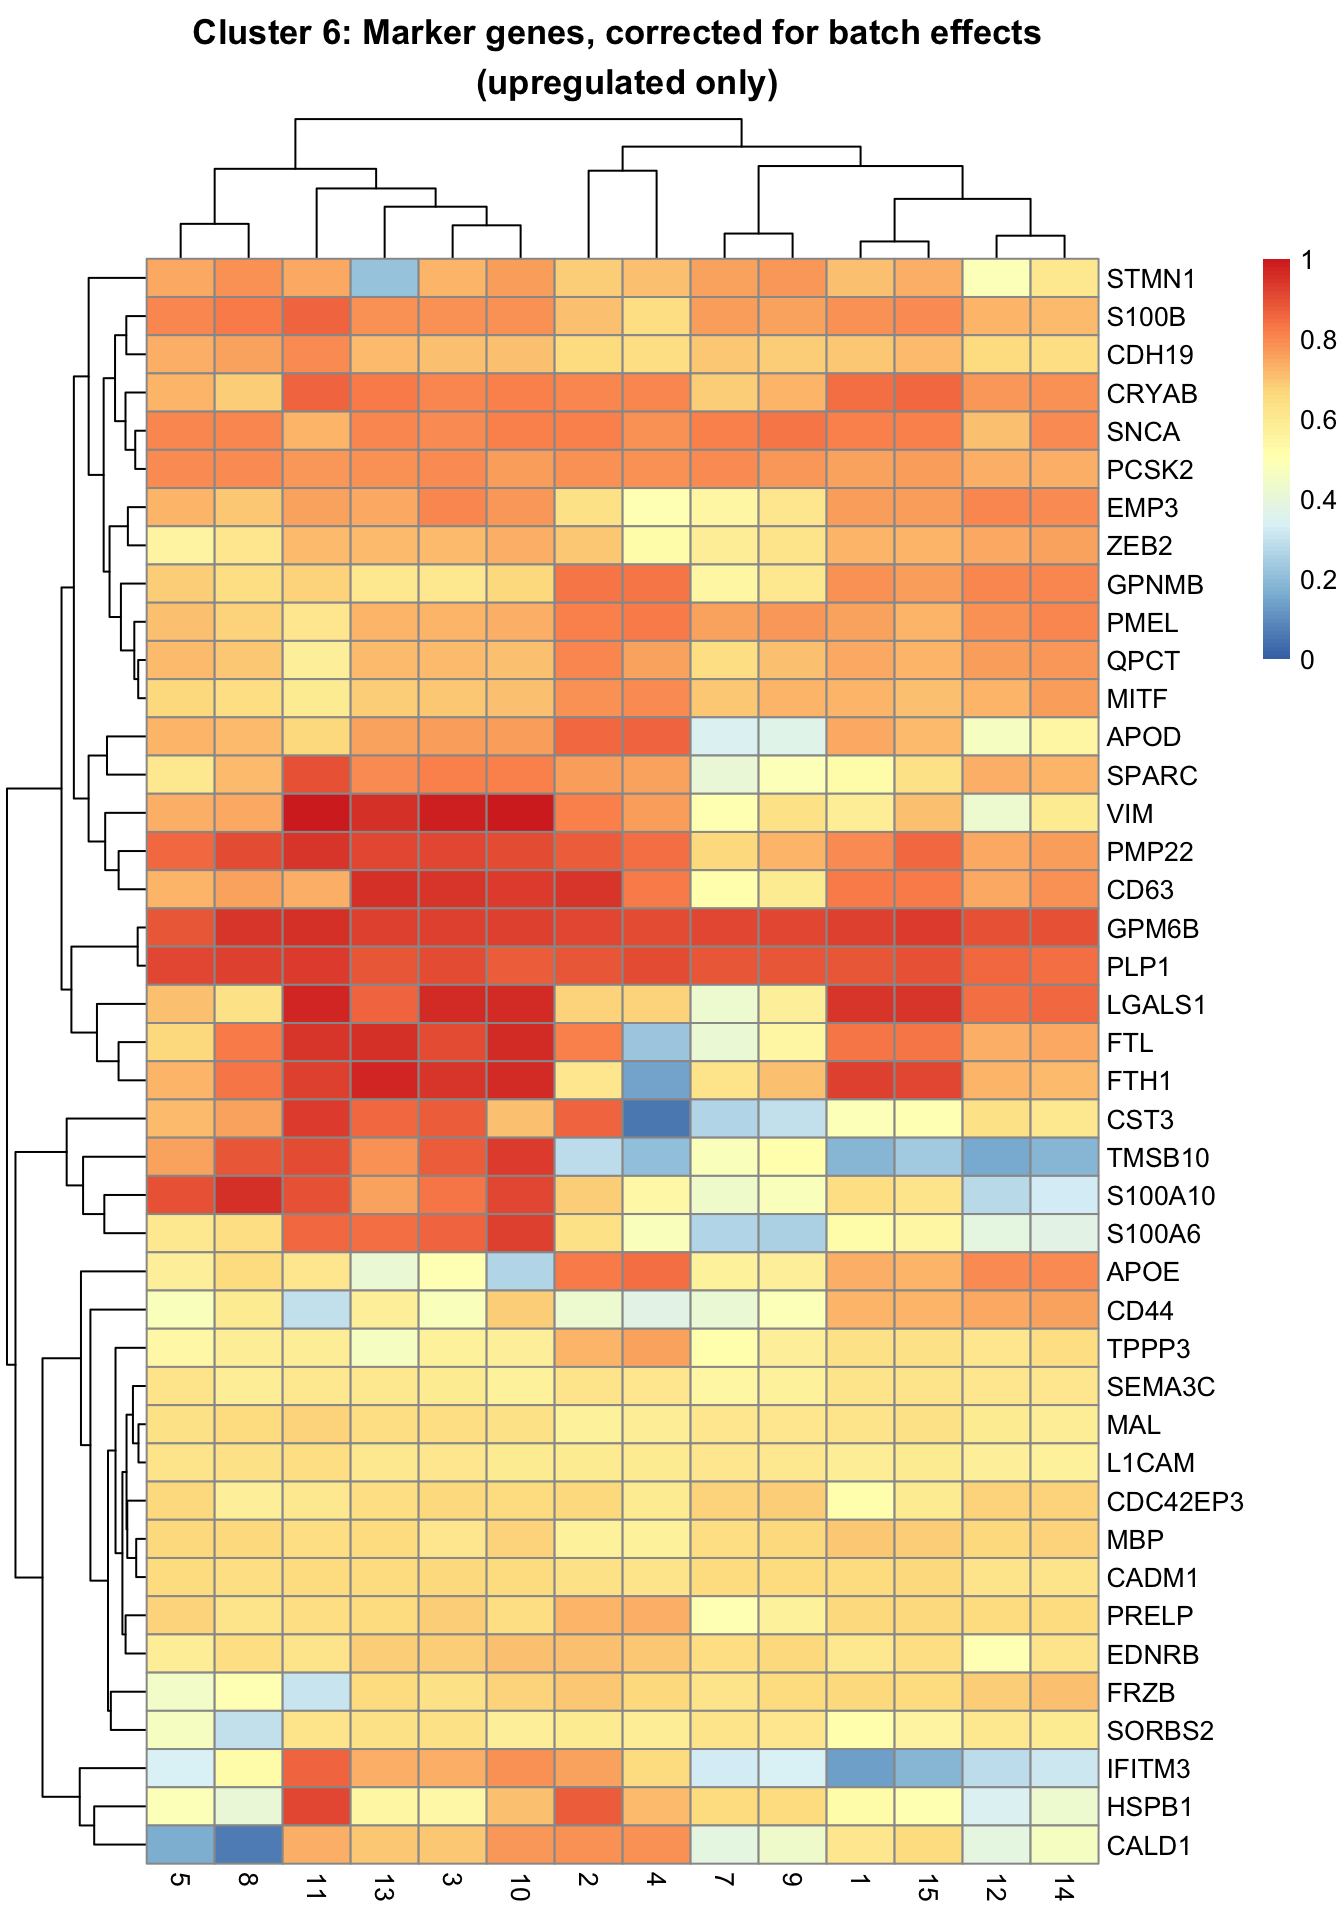 Cluster 6: Marker genes, corrected for batch effects
(upregulated only)
1
0.8
0.6
0.4
0.2
0
STMN1
S100B
CDH19
CRYAB
SNCA
PCSK2
EMP3
ZEB2
GPNMB
PMEL
QPCT
MITF
APOD
SPARC
VIM
PMP22
CD63
GPM6B
PLP1
LGALS1
FTL
FTH1
CST3
TMSB10
S100A10
S100A6
APOE
CD44
TPPP3
SEMA3C
MAL
L1CAM
CDC42EP3
MBP
CADM1
PRELP
EDNRB
FRZB
SORBS2
IFITM3
HSPB1
CALD1
5 8 11 13 3 10 2 4 7 9 1 15 12 14